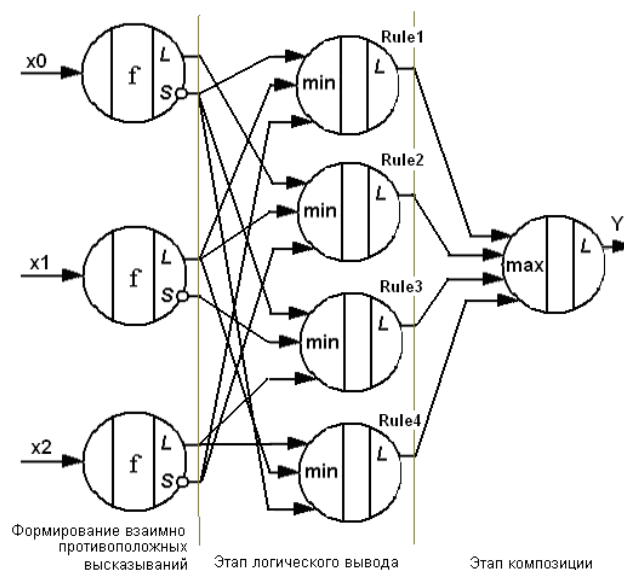 x0
f
L
S
x1
f
L
S
x2
f
L
S
Rule1
min
L
Rule2
min
L
Rule3
min
L
Rule4
min
L
max
L
Y
Формирование взаимно
противоположных
высказываний
Этап логического вывода
Этап композиции